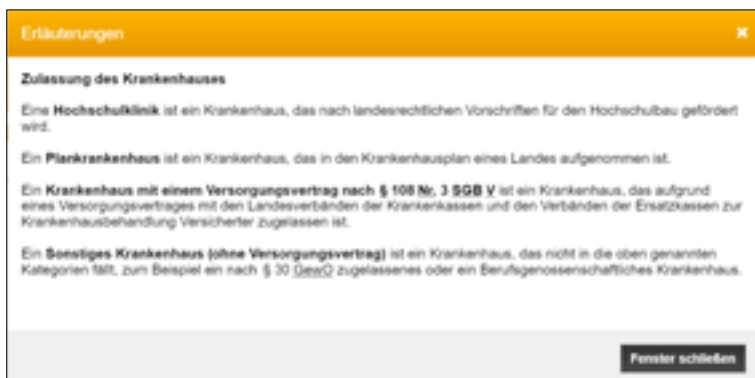 Erläuterungen
Zulassung des Krankenhauses
Eine Hochschulklinik ist ein Krankenhaus, das nach landesrechtlichen Vorschriften für den Hochschulbau gefördert
wird.
Ein Plankrankenhaus ist ein Krankenhaus, das in den Krankenhausplan eines Landes aufgenommen ist.
Ein Krankenhaus mit einem Versorgungsvertrag nach § 108 Nr. 3 SGB V ist ein Krankenhaus, das aufgrund
eines Versorgungsvertrages mit den Landesverbänden der Krankenkassen und den Verbänden der Ersatzkassen zur
Krankenhausbehandlung Versicherter zugelassen ist.
Ein Sonstiges Krankenhaus (ohne Versorgungsvertrag) ist ein Krankenhaus, das nicht in die oben genannten
Kategorien fällt, zum Beispiel ein nach § 30 GewO zugelassenes oder ein Berufsgenossenschaftliches Krankenhaus.
Fenster schließen